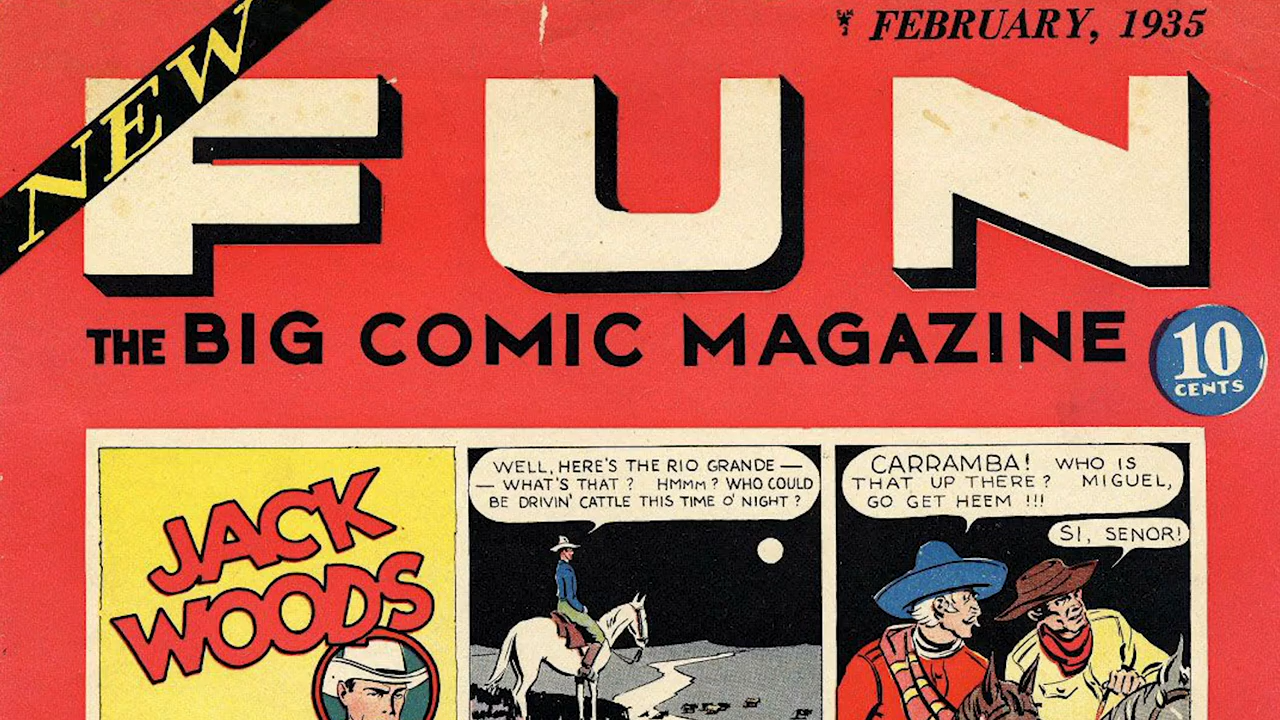 FEBRUARY, 1935
NEW
FUN
THE BIG COMIC MAGAZINE
10
CENTS
JACK
WOODS
WELL, HERE'S THE RIO GRANDE —
— WHAT'S THAT? HMMM? WHO COULD
BE DRIVIN' CATTLE THIS TIME O' NIGHT?
CARRAMBA! WHO IS
THAT UP THERE? MIGUEL,
GO GET HEEM !!!
SI, SENOR!